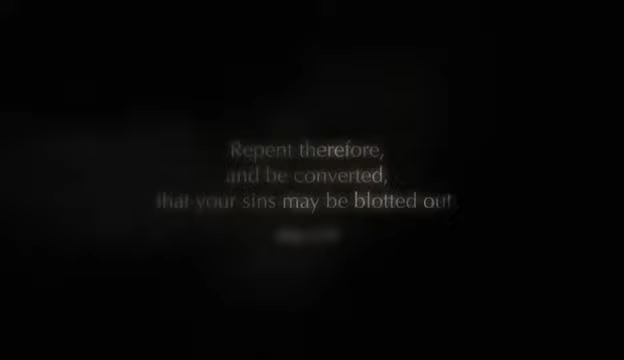 Repent therefore,
and be converted,
that your sins may be blotted out